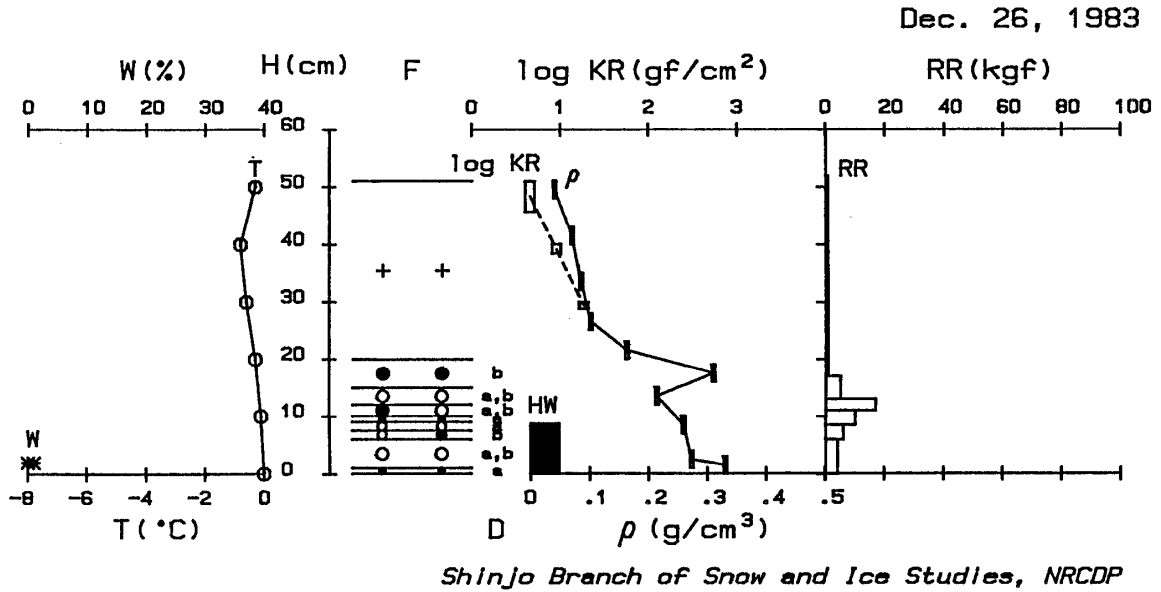 Dec. 26, 1983
W(%) H(cm) F log KR(gf/cm²) RR(kgf)
0 10 20 30 40 0 1 2 3 0 20 40 60 80 100
60
log KR
T ρ RR
50
40
30
20
b
a,b
HW
10 a,b
b
W
a,b
0 a
-8 -6 -4 -2 0 0 .1 .2 .3 .4 .5
T(°C) D ρ(g/cm³)
Shinjo Branch of Snow and Ice Studies, NRCDP